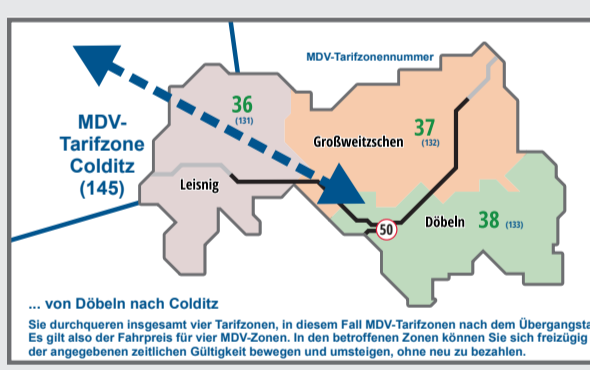 MDV-Tarifzonennummer
36
(131)
MDV-
Tarifzone
Colditz
(145)
37
(132)
Großweitzschen
Leisnig
Döbeln
38
(133)
50
... von Döbeln nach Colditz
Sie durchqueren insgesamt vier Tarifzonen, in diesem Fall MDV-Tarifzonen nach dem Übergangsta
Es gilt also der Fahrpreis für vier MDV-Zonen. In den betroffenen Zonen können Sie sich freizügig
der angegebenen zeitlichen Gültigkeit bewegen und umsteigen, ohne neu zu bezahlen.